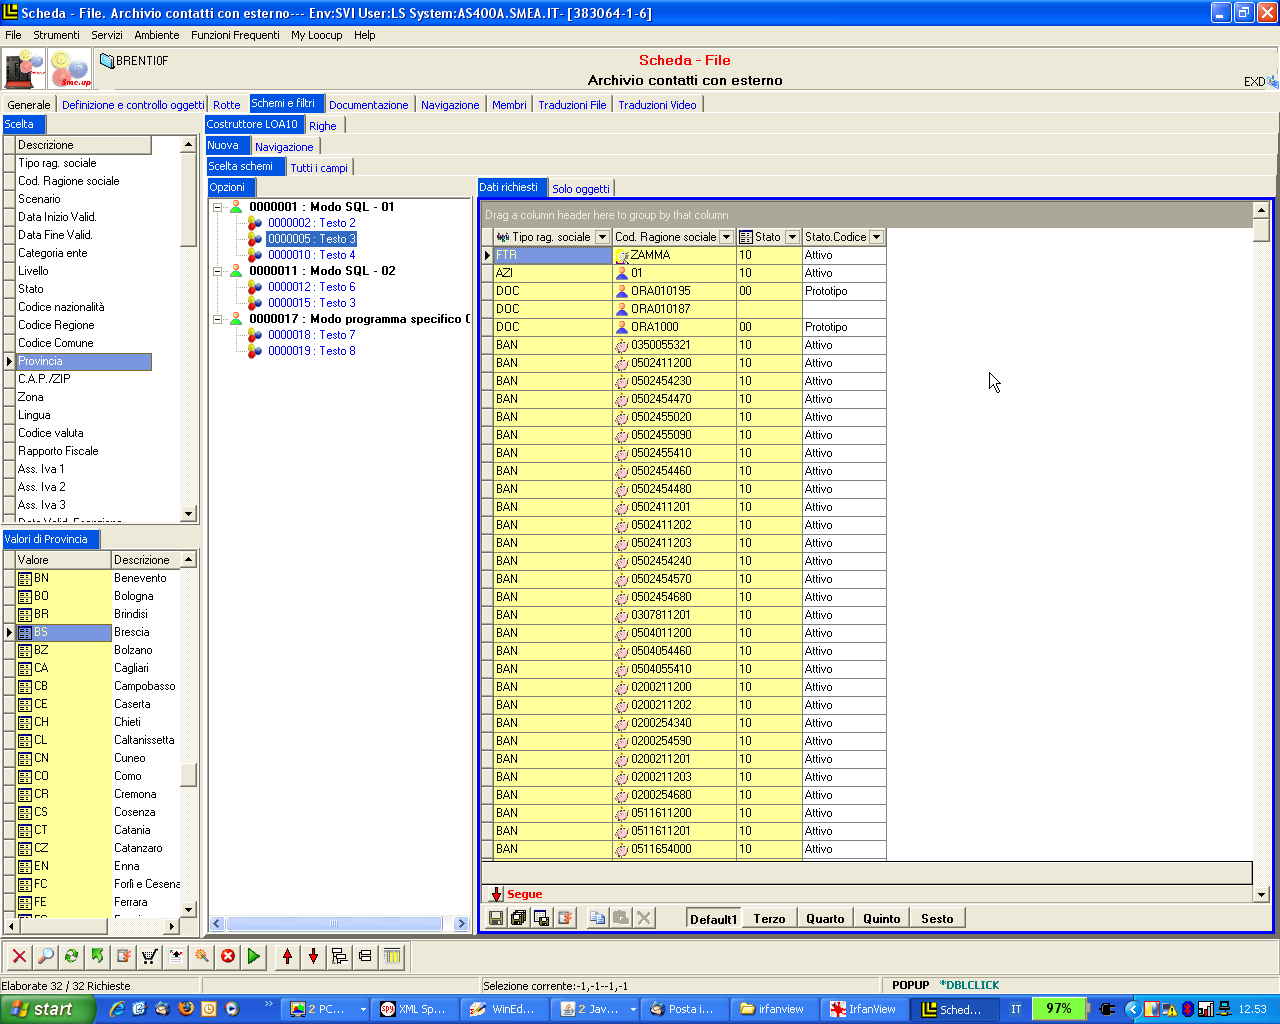 Scheda - File. Archivio contatti con esterno--- Env:SVI User:LS System:AS400A.SMEA.IT- [383064-1-6]
File Strumenti Servizi Ambiente Funzioni Frequenti My Loocup Help
Sme.up
BRENTI0F
Scheda - File
Archivio contatti con esterno
EXD
Generale Definizione e controllo oggetti Rotte Schemi e filtri Documentazione Navigazione Membri Traduzioni File Traduzioni Video
Scelta
Descrizione
Tipo rag. sociale
Cod. Ragione sociale
Scenario
Data Inizio Valid.
Data Fine Valid.
Categoria ente
Livello
Stato
Codice nazionalità
Codice Regione
Codice Comune
Provincia
C.A.P./ZIP
Zona
Lingua
Codice valuta
Rapporto Fiscale
Ass. Iva 1
Ass. Iva 2
Ass. Iva 3
Valori di Provincia
Valore Descrizione
BN Benevento
BO Bologna
BR Brindisi
BS Brescia
BZ Bolzano
CA Cagliari
CB Campobasso
CE Caserta
CH Chieti
CL Caltanissetta
CN Cuneo
CO Como
CR Cremona
CS Cosenza
CT Catania
CZ Catanzaro
EN Enna
FC Forlì e Cesena
FE Ferrara
Costruttore LOA10 Righe
Nuova Navigazione
Scelta schemi Tutti i campi
Opzioni
0000001 : Modo SQL - 01
0000002 : Testo 2
0000005 : Testo 3
0000010 : Testo 4
0000011 : Modo SQL - 02
0000012 : Testo 6
0000015 : Testo 3
0000017 : Modo programma specifico (
0000018 : Testo 7
0000019 : Testo 8
Dati richiesti Solo oggetti
Drag a column header here to group by that column
Tipo rag. sociale Cod. Ragione sociale Stato Stato.Codice
FTR ZAMMA 10 Attivo
AZI 01 10 Attivo
DOC ORA010195 00 Prototipo
DOC ORA010187
DOC ORA1000 00 Prototipo
BAN 0350055321 10 Attivo
BAN 0502411200 10 Attivo
BAN 0502454230 10 Attivo
BAN 0502454470 10 Attivo
BAN 0502455020 10 Attivo
BAN 0502455090 10 Attivo
BAN 0502455410 10 Attivo
BAN 0502454460 10 Attivo
BAN 0502454480 10 Attivo
BAN 0502411201 10 Attivo
BAN 0502411202 10 Attivo
BAN 0502411203 10 Attivo
BAN 0502454240 10 Attivo
BAN 0502454570 10 Attivo
BAN 0502454680 10 Attivo
BAN 0307811201 10 Attivo
BAN 0504011200 10 Attivo
BAN 0504054460 10 Attivo
BAN 0504055410 10 Attivo
BAN 0200211200 10 Attivo
BAN 0200211202 10 Attivo
BAN 0200254340 10 Attivo
BAN 0200254590 10 Attivo
BAN 0200211201 10 Attivo
BAN 0200211203 10 Attivo
BAN 0200254680 10 Attivo
BAN 0511611200 10 Attivo
BAN 0511611201 10 Attivo
BAN 0511654000 10 Attivo
Segue
Default1 Terzo Quarto Quinto Sesto
Elaborate 32 / 32 Richieste
Selezione corrente:-1,-1--1,-1
POPUP *DBLCLICK
start
2 PC...
XML Sp...
WinEd...
2 Jav...
Posta i...
irfanview
IrfanView
Sched...
IT
97%
12.53